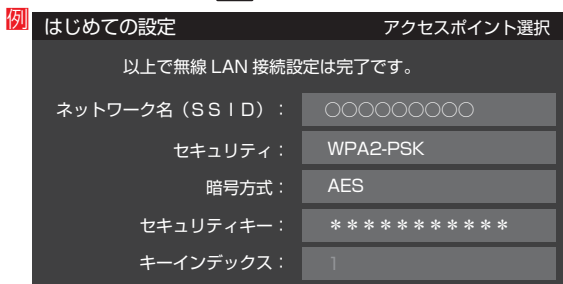 例
はじめての設定 アクセスポイント選択
以上で無線 LAN 接続設定は完了です。
ネットワーク名（ＳＳＩＤ）： ○○○○○○○○○
セキュリティ： WPA2-PSK
暗号方式： AES
セキュリティキー： ＊＊＊＊＊＊＊＊＊＊＊
キーインデックス： 1